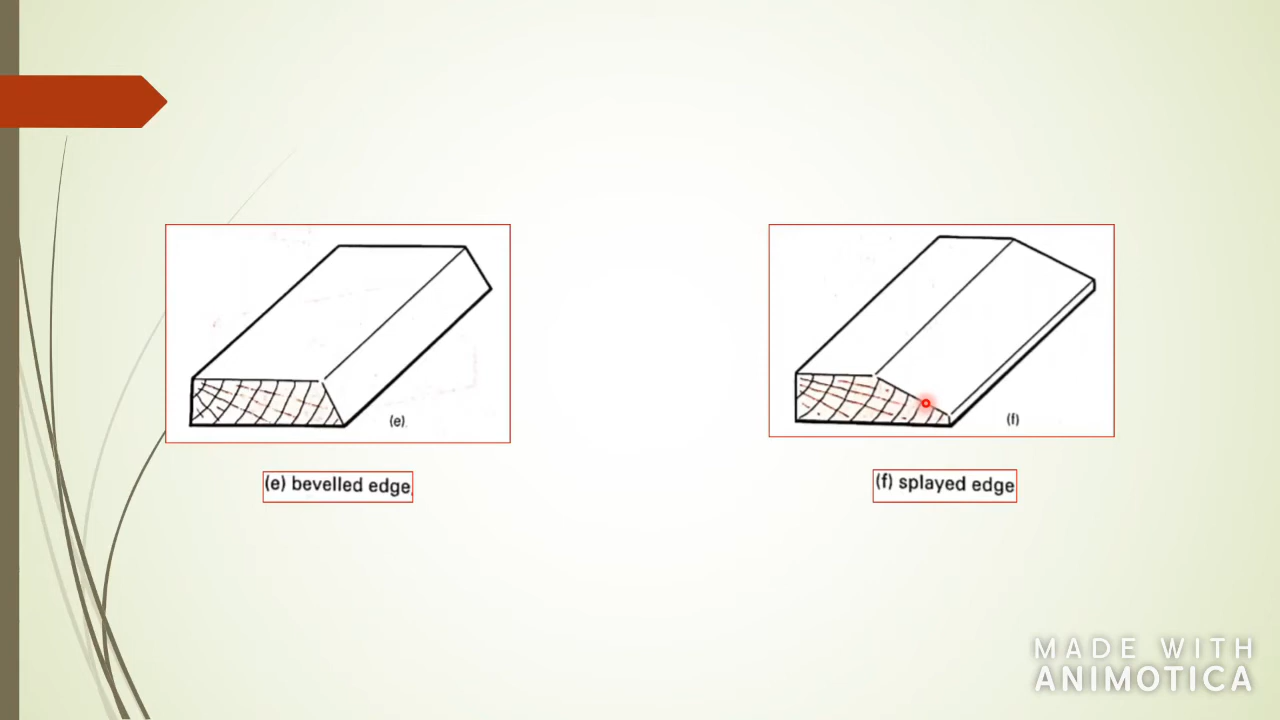 (e)
(f)
(e) bevelled edge
(f) splayed edge
MADE WITH
ANIMOTICA